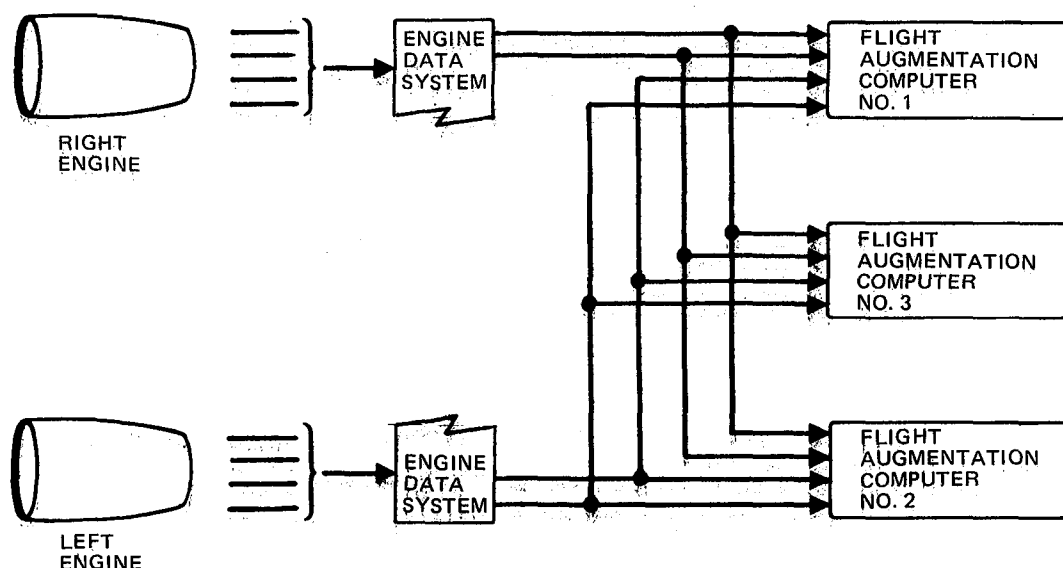 RIGHT
ENGINE
ENGINE
DATA
SYSTEM
FLIGHT
AUGMENTATION
COMPUTER
NO. 1
FLIGHT
AUGMENTATION
COMPUTER
NO. 3
LEFT
ENGINE
ENGINE
DATA
SYSTEM
FLIGHT
AUGMENTATION
COMPUTER
NO. 2